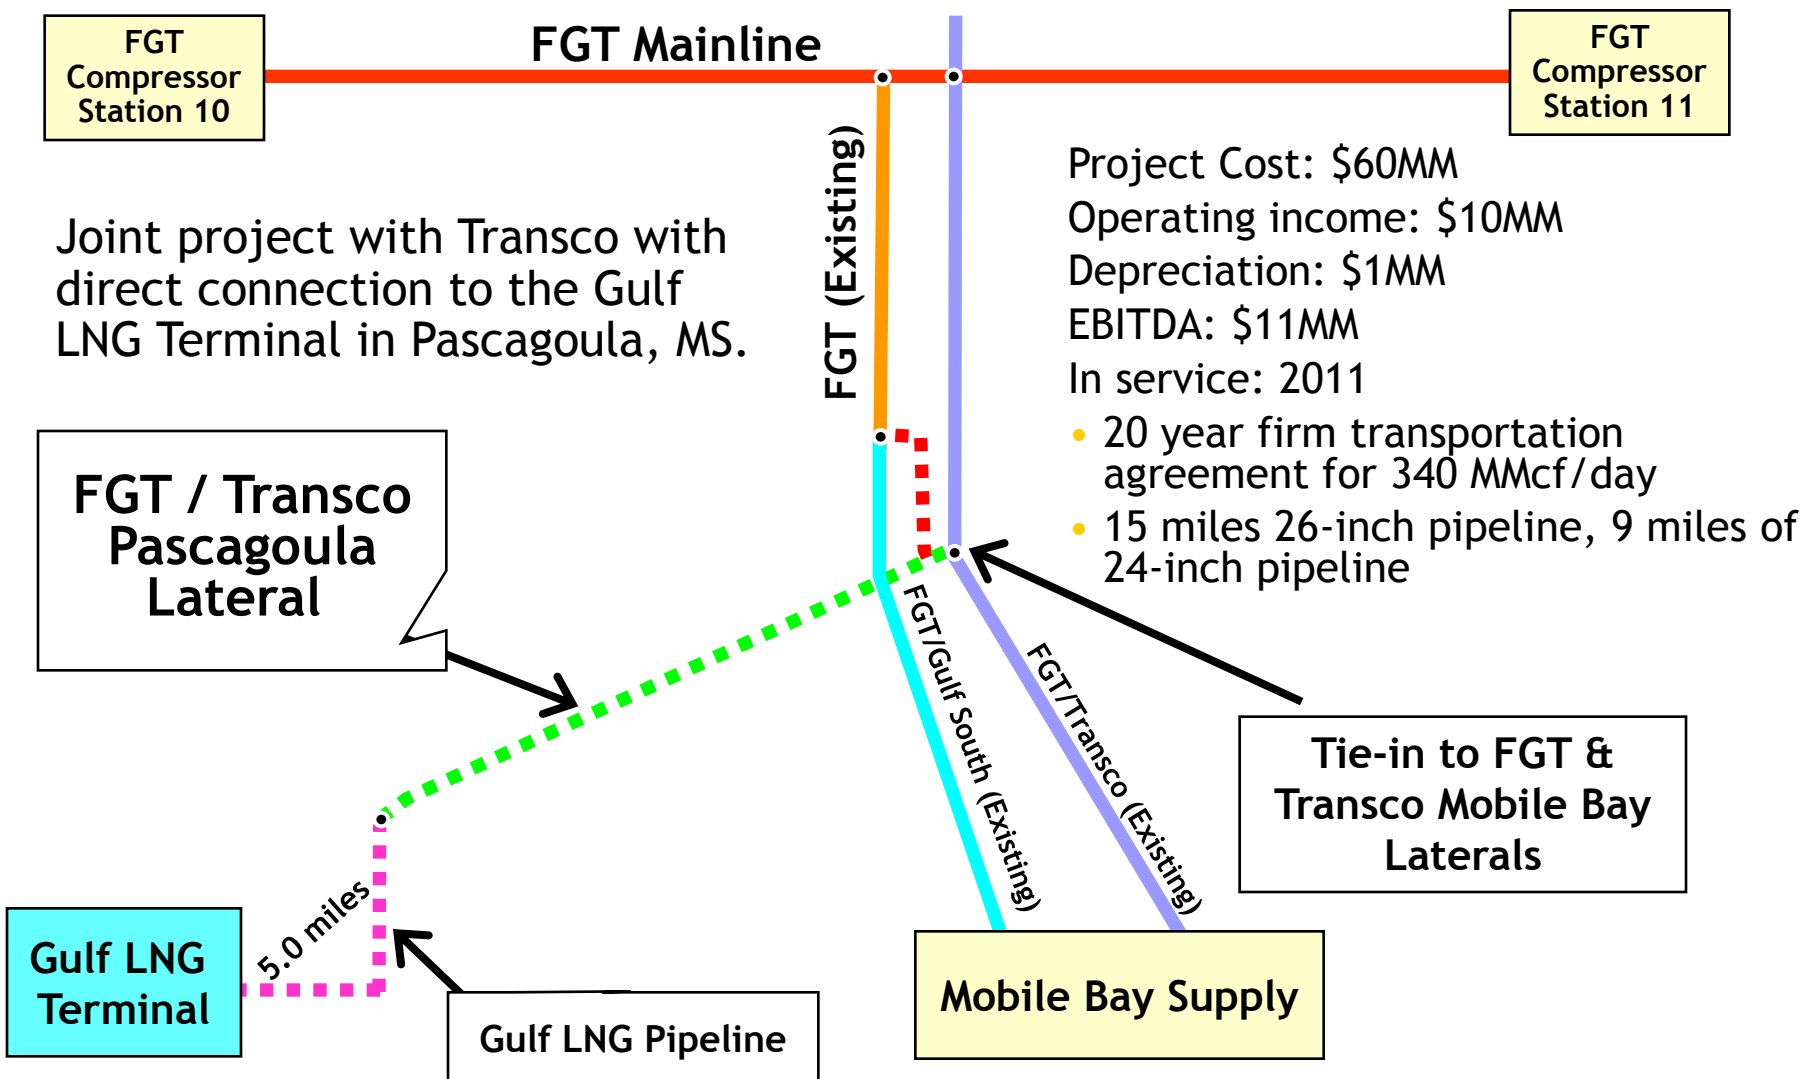 FGT
Compressor
Station 10
FGT Mainline
FGT
Compressor
Station 11
FGT (Existing)
Joint project with Transco with
direct connection to the Gulf
LNG Terminal in Pascagoula, MS.
Project Cost: $60MM
Operating income: $10MM
Depreciation: $1MM
EBITDA: $11MM
In service: 2011
• 20 year firm transportation
agreement for 340 MMcf/day
• 15 miles 26-inch pipeline, 9 miles of
24-inch pipeline
FGT / Transco
Pascagoula
Lateral
FGT/Gulf South (Existing)
FGT/Transco (Existing)
Tie-in to FGT &
Transco Mobile Bay
Laterals
5.0 miles
Gulf LNG
Terminal
Gulf LNG Pipeline
Mobile Bay Supply